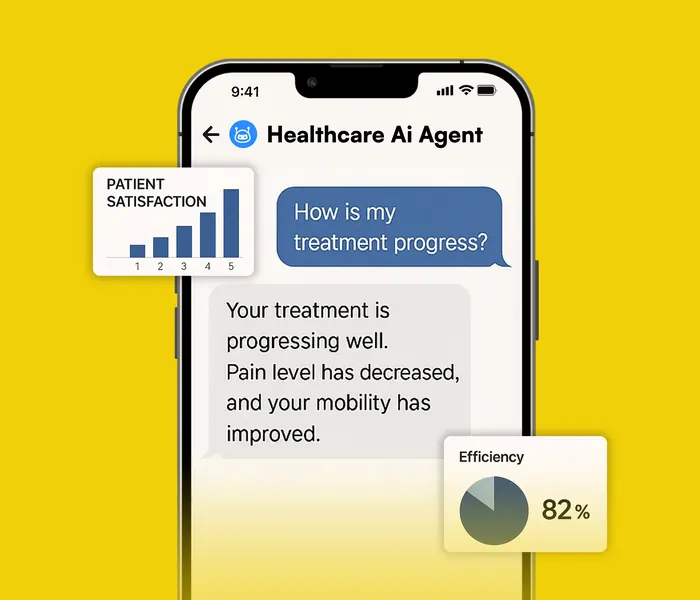 9:41
Healthcare Ai Agent
PATIENT
SATISFACTION
1 2 3 4 5
How is my
treatment progress?
Your treatment is
progressing well.
Pain level has decreased,
and your mobility has
improved.
Efficiency
82%